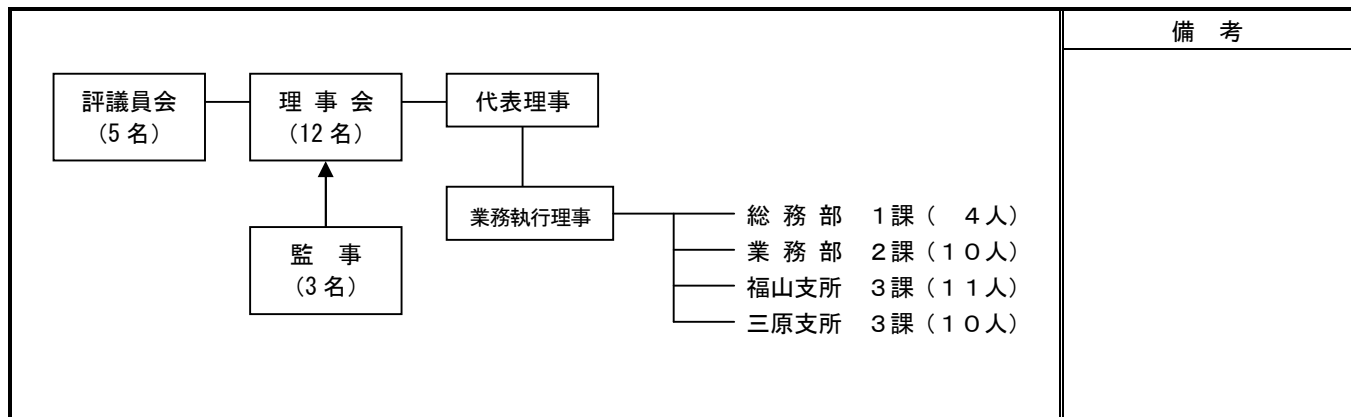 備 考
評議員会
(5 名)
理 事 会
(12 名)
代表理事
業務執行理事
監 事
(3 名)
総 務 部 1課( 4人)
業 務 部 2課(10人)
福山支所 3課(11人)
三原支所 3課(10人)